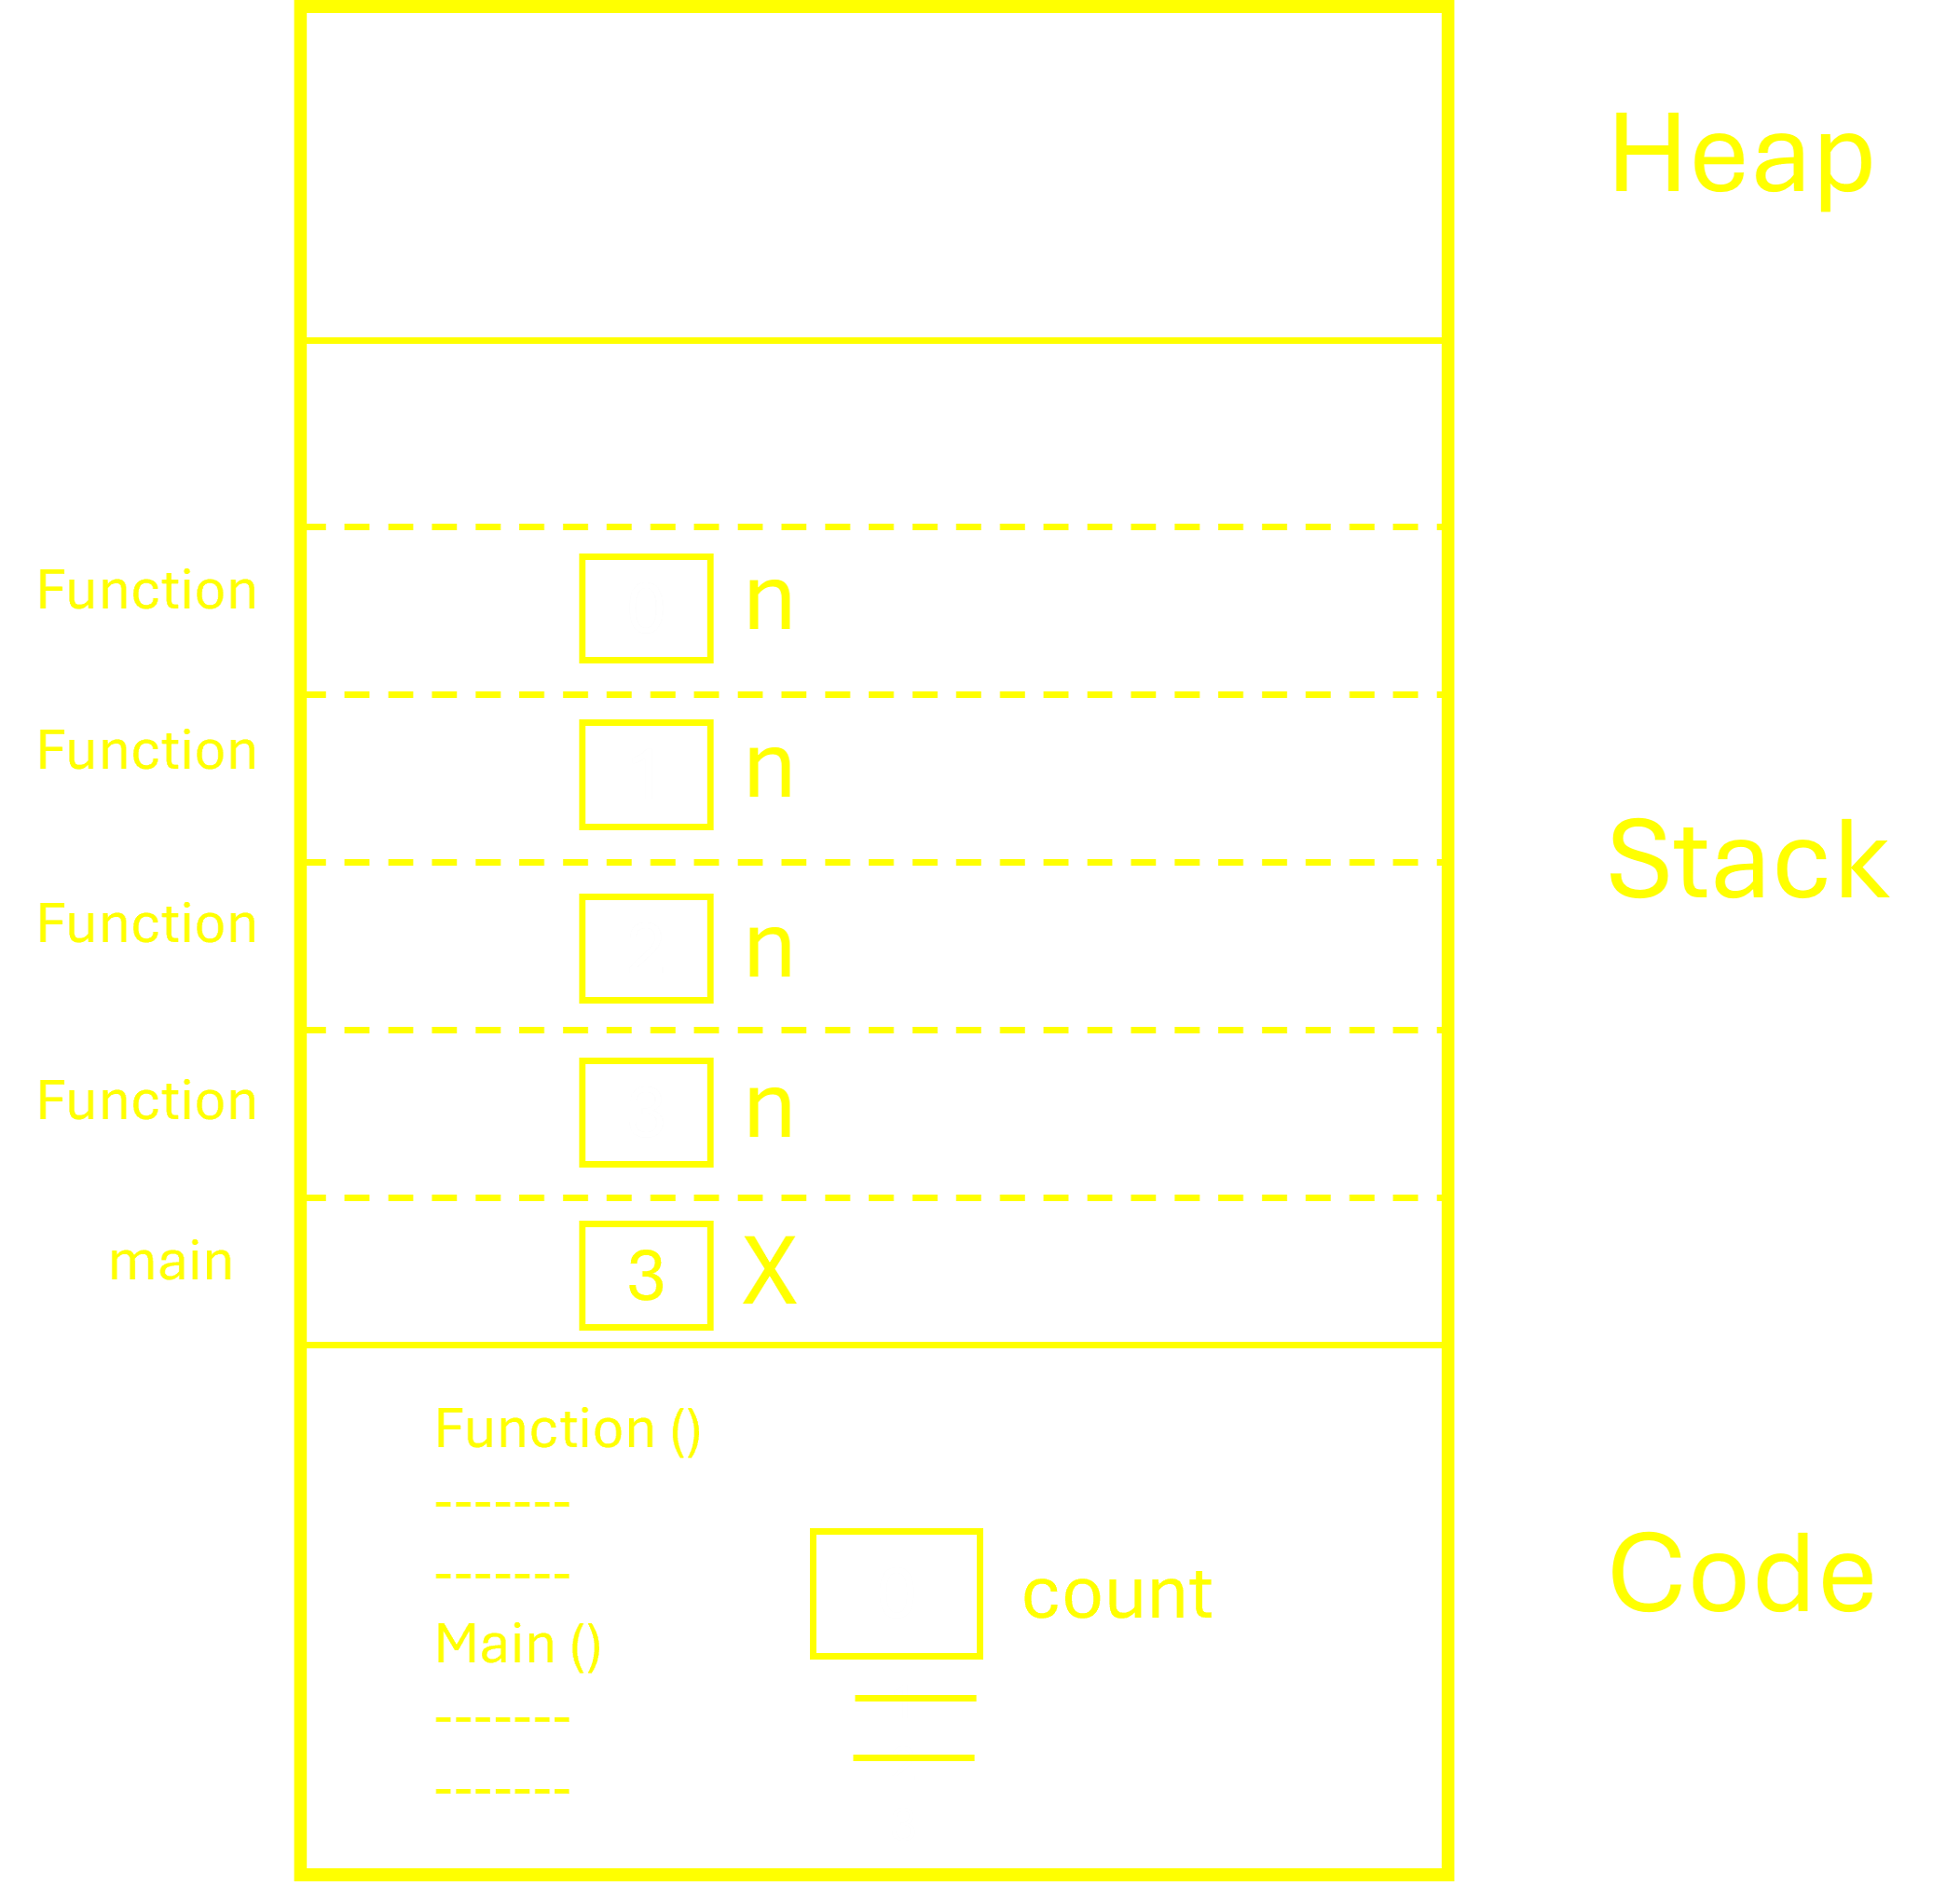 Heap
Function
n
Function
n
Stack
Function
n
Function
n
main
3
X
Function ()
-------
-------
count
Code
Main ()
-------
-------